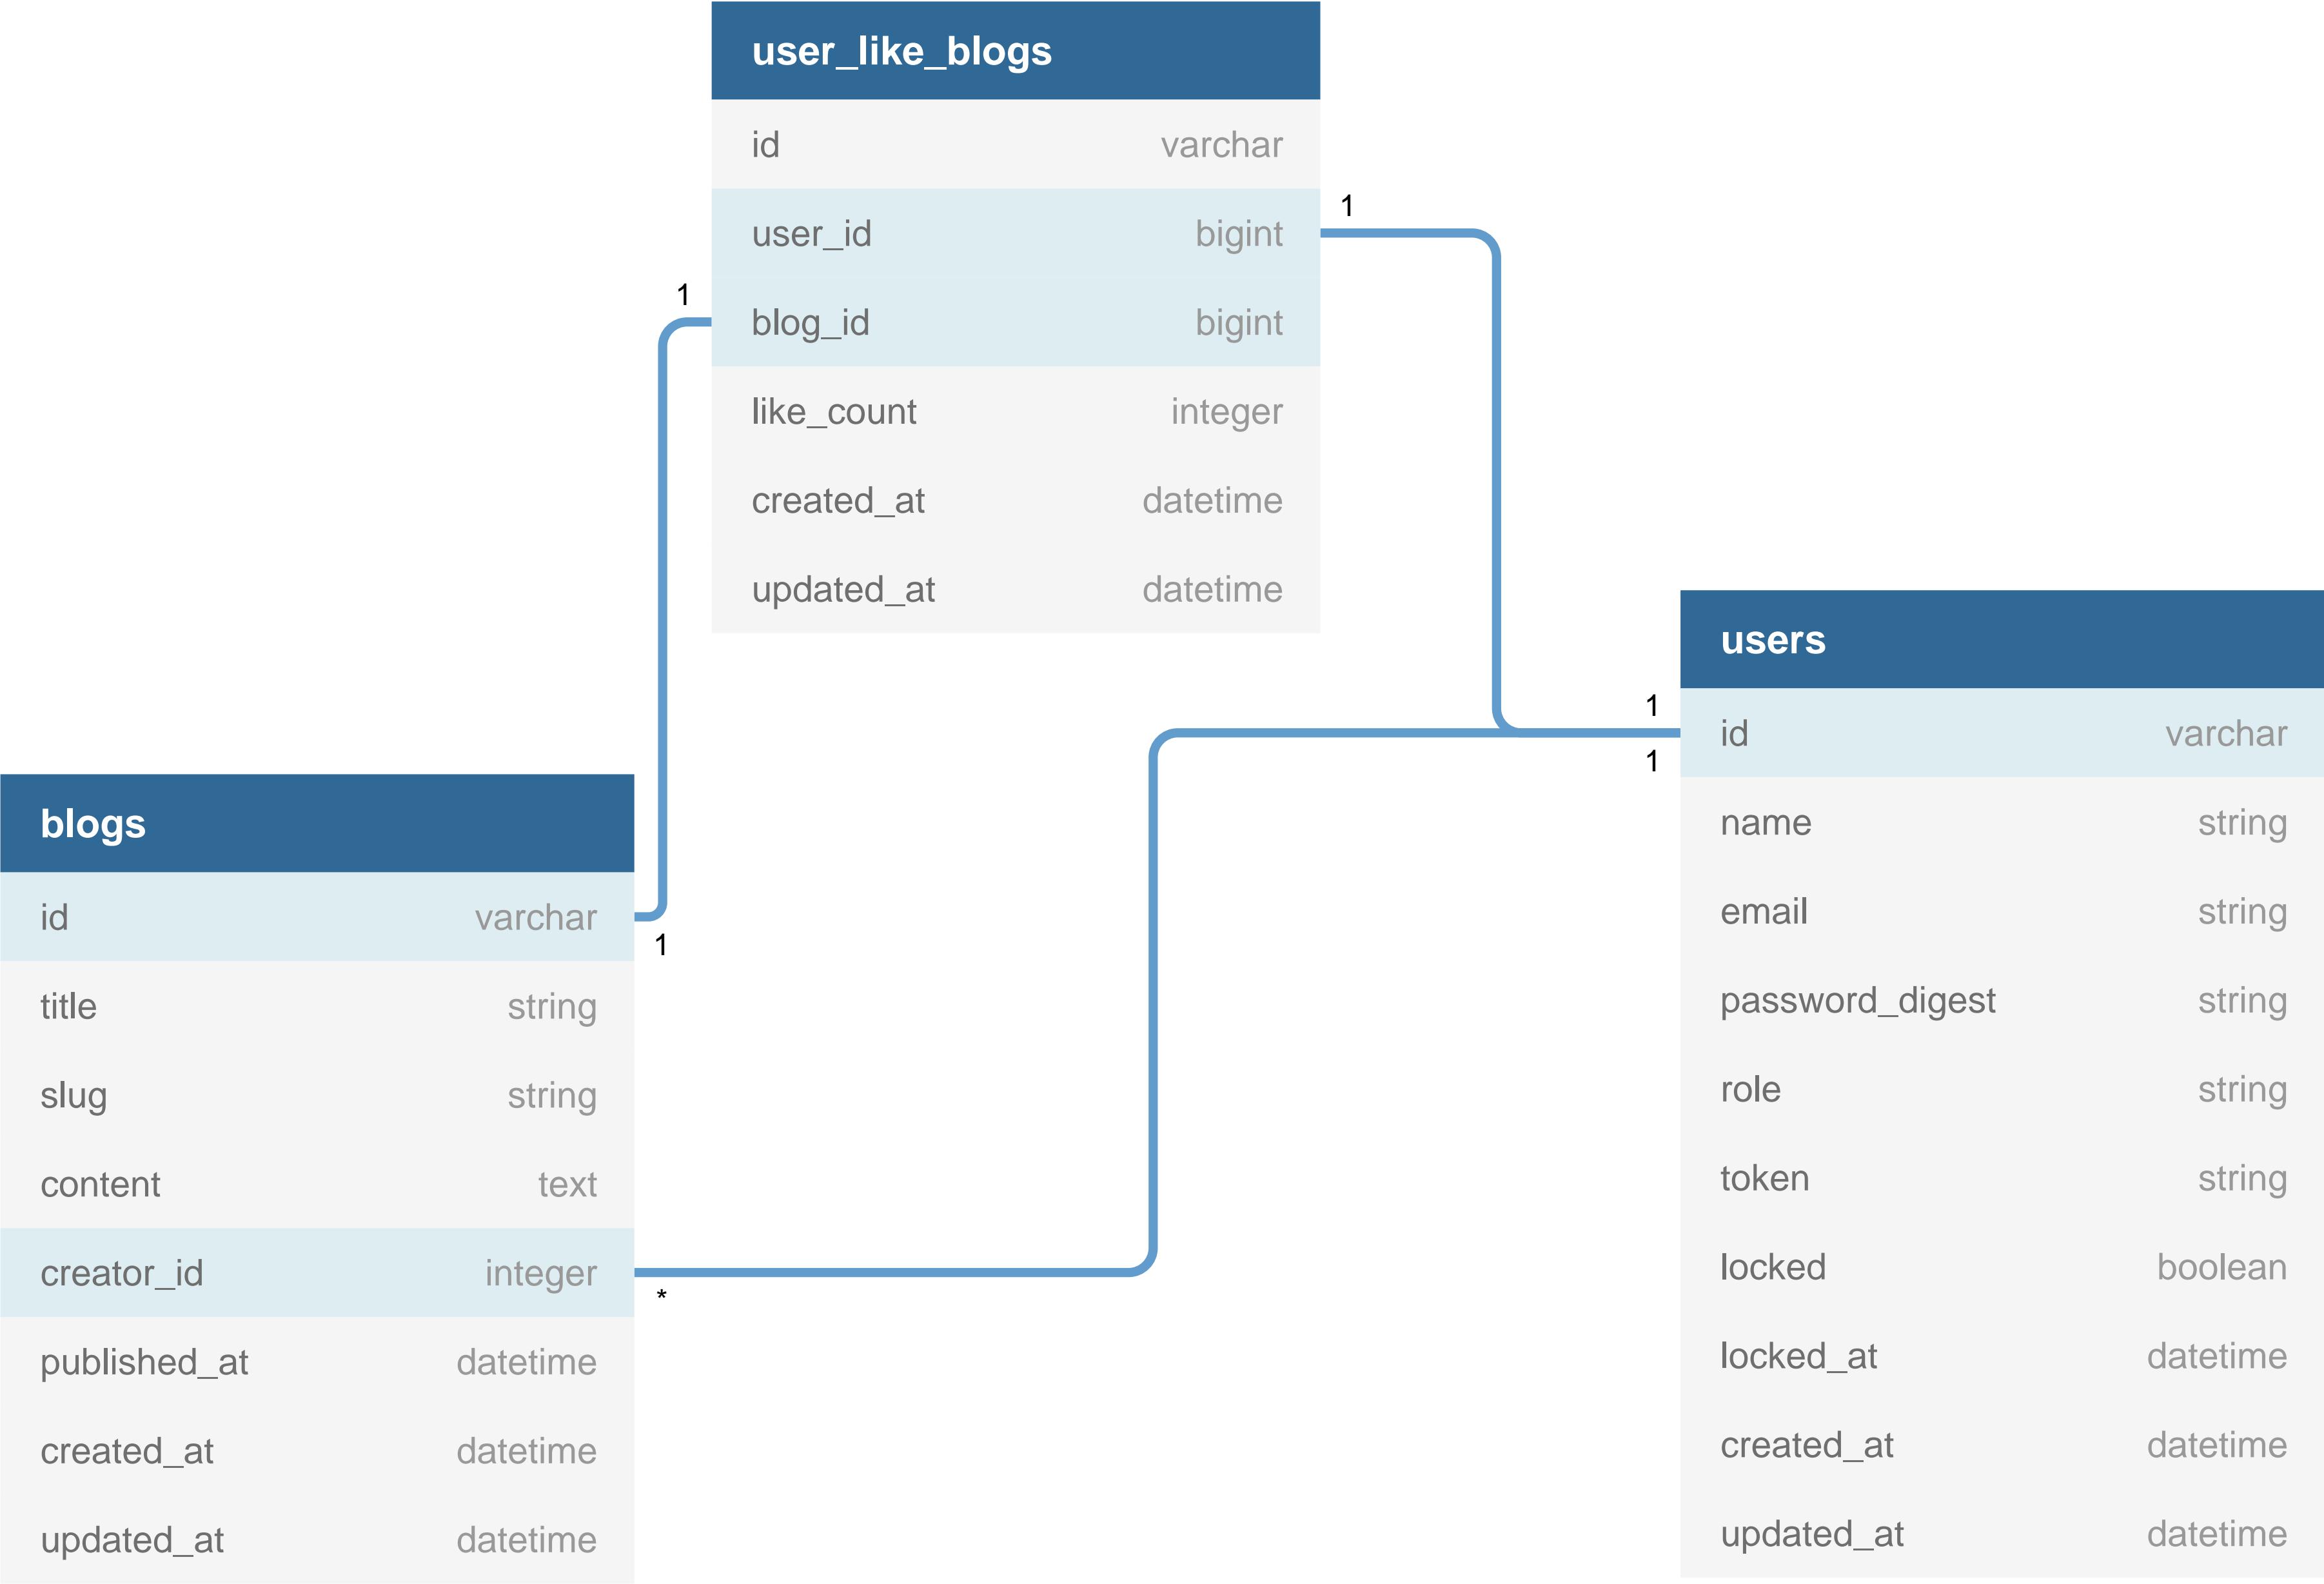 user_like_blogs
id varchar
user_id bigint
blog_id bigint
like_count integer
created_at datetime
updated_at datetime
1
1
1
1
1
*
users
id varchar
name string
email string
password_digest string
role string
token string
locked boolean
locked_at datetime
created_at datetime
updated_at datetime
blogs
id varchar
title string
slug string
content text
creator_id integer
published_at datetime
created_at datetime
updated_at datetime